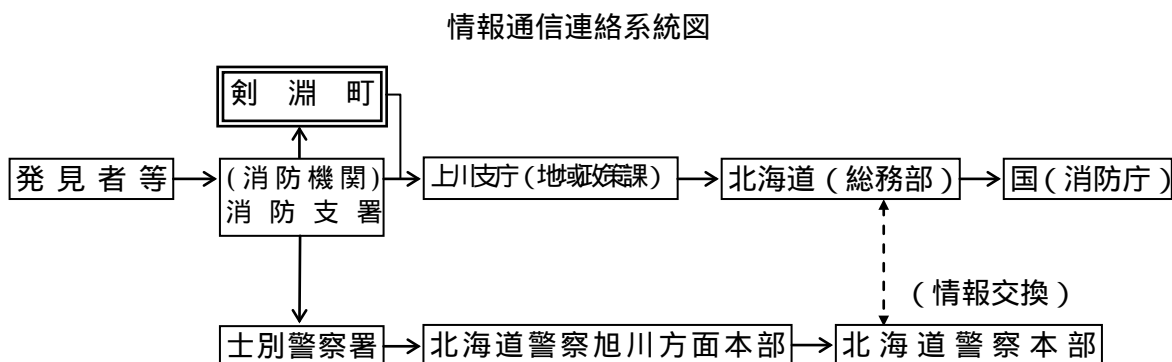 情報通信連絡系統図
剣淵町
発見者等
(消防機関)
消防支署
上川支庁(地域政策課)
北海道(総務部)
国(消防庁)
(情報交換)
士別警察署
北海道警察旭川方面本部
北海道警察本部